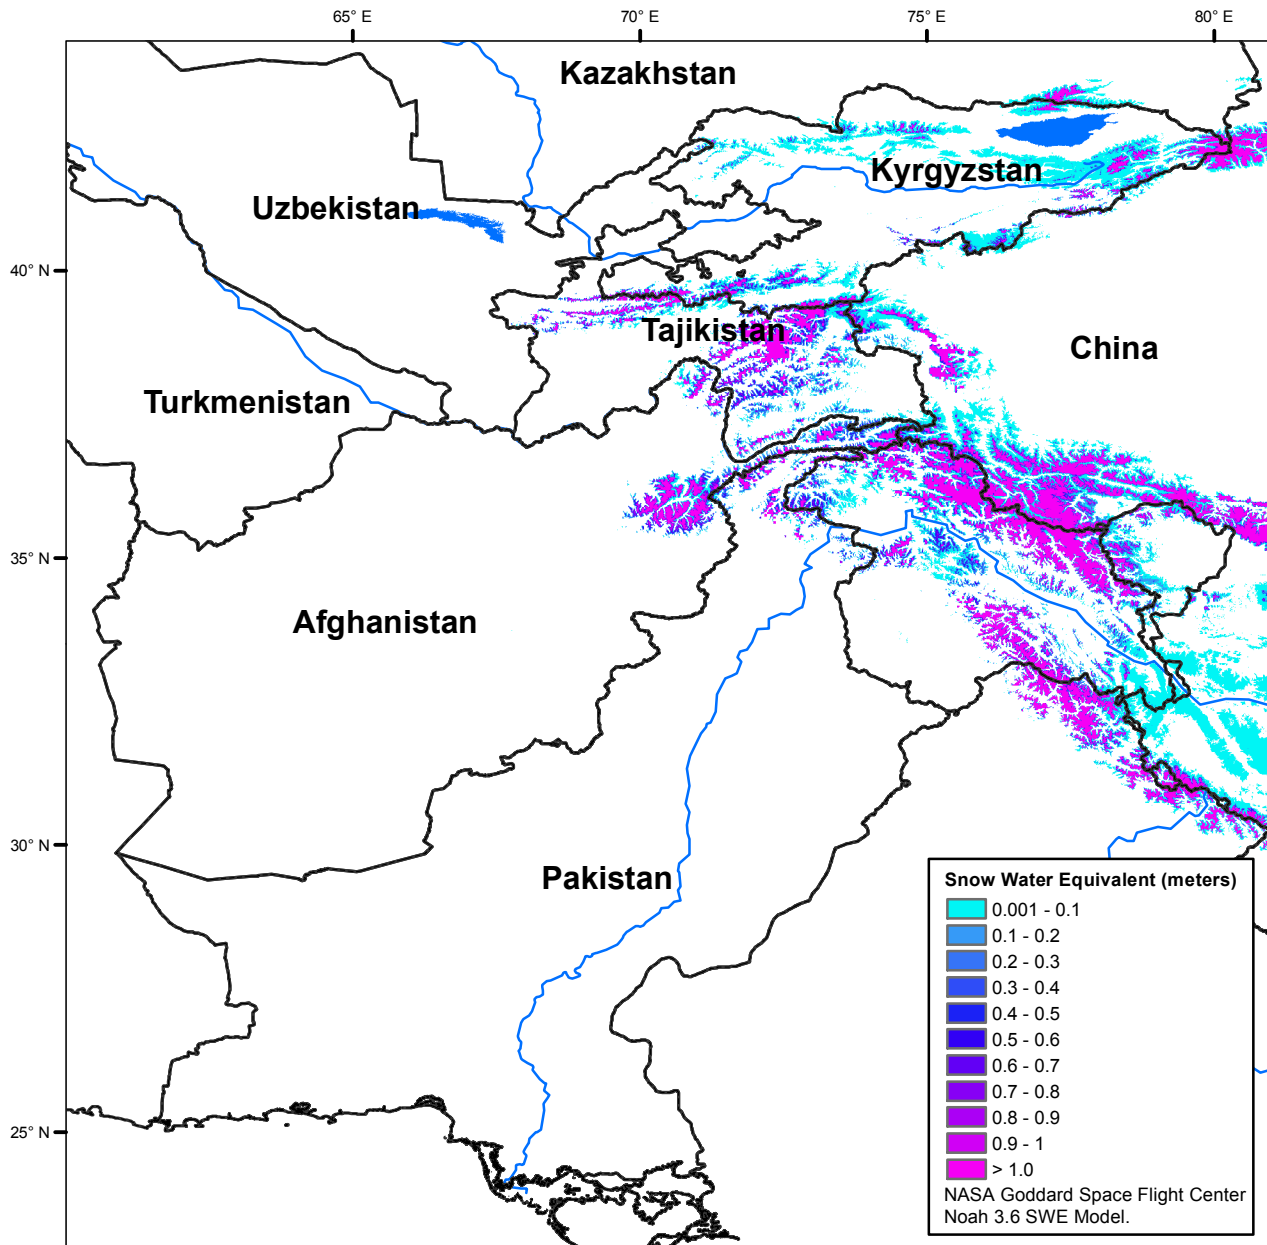 65° E
70° E
75° E
80° E
Kazakhstan
Kyrgyzstan
Uzbekistan
40° N
Tajikistan
China
Turkmenistan
35° N
Afghanistan
30° N
Pakistan
25° N
Snow Water Equivalent (meters)
0.001 - 0.1
0.1 - 0.2
0.2 - 0.3
0.3 - 0.4
0.4 - 0.5
0.5 - 0.6
0.6 - 0.7
0.7 - 0.8
0.8 - 0.9
0.9 - 1
> 1.0
NASA Goddard Space Flight Center
Noah 3.6 SWE Model.